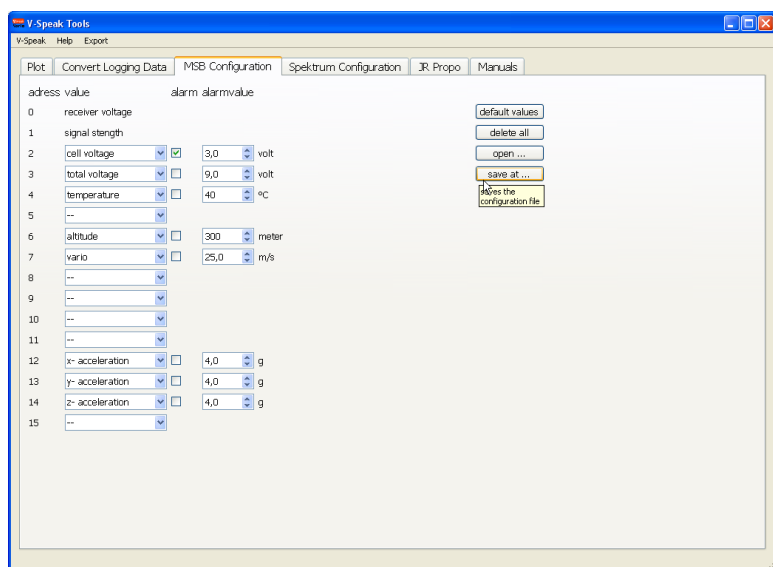 V-Speak Tools
V-Speak Help Export
Plot Convert Logging Data MSB Configuration Spektrum Configuration JR Propo Manuals
adress value alarm alarmvalue
0 receiver voltage default values
1 signal stength delete all
2 cell voltage 3,0 volt open ...
3 total voltage 9,0 volt save at ...
4 temperature 40 ºC saves the
configuration file
5 --
6 altitude 300 meter
7 vario 25,0 m/s
8 --
9 --
10 --
11 --
12 x- acceleration 4,0 g
13 y- acceleration 4,0 g
14 z- acceleration 4,0 g
15 --